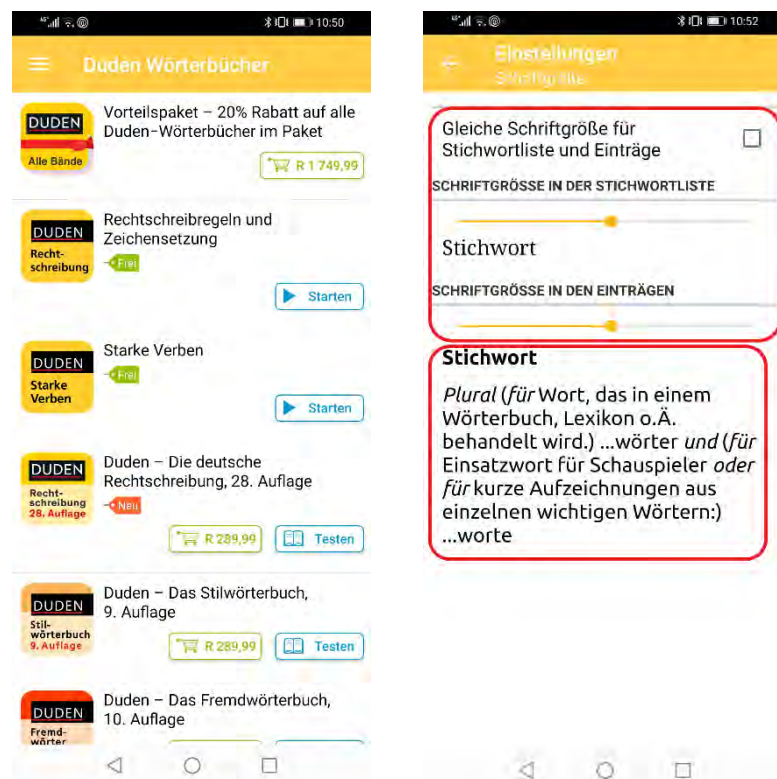 10:50
Duden Wörterbücher
DUDEN
Alle Bände
Vorteilspaket – 20% Rabatt auf alle
Duden-Wörterbücher im Paket
R 1 749,99
DUDEN
Recht-
schreibung
Rechtschreibregeln und
Zeichensetzung
Frei
Starten
DUDEN
Starke
Verben
Starke Verben
Frei
Starten
DUDEN
Recht-
schreibung
28. Auflage
Duden – Die deutsche
Rechtschreibung, 28. Auflage
Neu
R 289,99
Testen
DUDEN
Stil-
wörterbuch
9. Auflage
Duden – Das Stilwörterbuch,
9. Auflage
R 289,99
Testen
DUDEN
Fremd-
wörter
Duden – Das Fremdwörterbuch,
10. Auflage
10:52
Einstellungen
Schriftgröße
Gleiche Schriftgröße für
Stichwortliste und Einträge
SCHRIFTGRÖSSE IN DER STICHWORTLISTE
Stichwort
SCHRIFTGRÖSSE IN DEN EINTRÄGEN
Stichwort
Plural (für Wort, das in einem
Wörterbuch, Lexikon o.Ä.
behandelt wird.) ...wörter und (für
Einsatzwort für Schauspieler oder
für kurze Aufzeichnungen aus
einzelnen wichtigen Wörtern:)
...worte